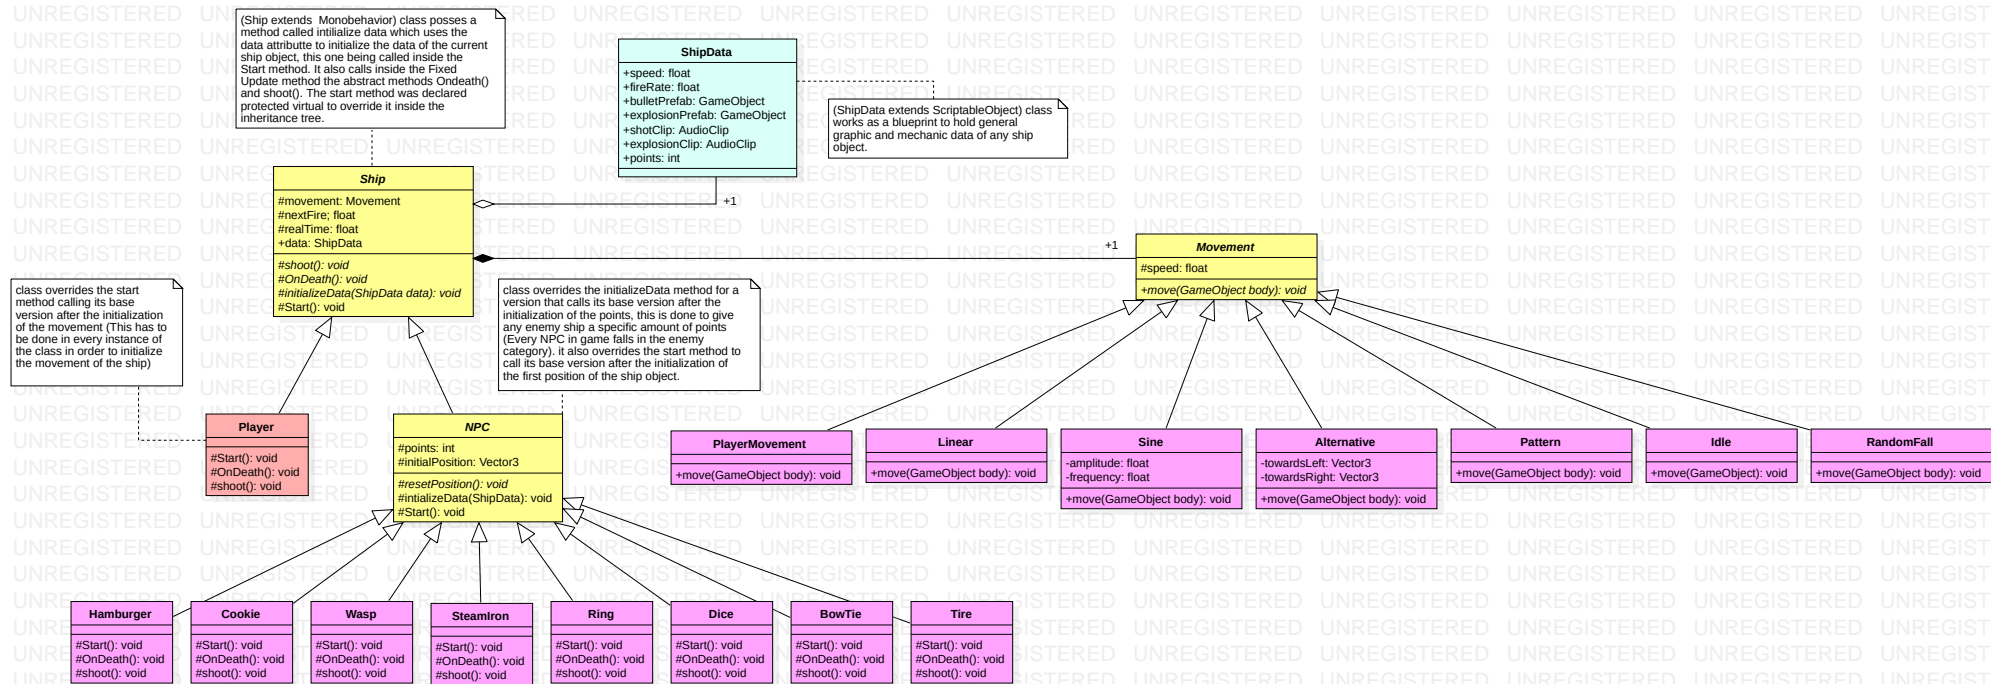 (Ship extends  Monobehavior) class posses a
method called intilialize data which uses the
data attributte to initialize the data of the current
ship object, this one being called inside the
Start method. It also calls inside the Fixed
Update method the abstract methods Ondeath()
and shoot(). The start method was declared
protected virtual to override it inside the
inheritance tree.
ShipData
+speed: float
+fireRate: float
+bulletPrefab: GameObject
+explosionPrefab: GameObject
+shotClip: AudioClip
+explosionClip: AudioClip
+points: int
(ShipData extends ScriptableObject) class
works as a blueprint to hold general
graphic and mechanic data of any ship
object.
Ship
#movement: Movement
#nextFire; float
#realTime: float
+data: ShipData
#shoot(): void
#OnDeath(): void
#initializeData(ShipData data): void
#Start(): void
+1
+1
Movement
#speed: float
+move(GameObject body): void
class overrides the start
method calling its base
version after the initialization
of the movement (This has to
be done in every instance of
the class in order to initialize
the movement of the ship)
class overrides the initializeData method for a
version that calls its base version after the
initialization of the points, this is done to give
any enemy ship a specific amount of points
(Every NPC in game falls in the enemy
category). it also overrides the start method to
call its base version after the initialization of
the first position of the ship object.
Player
#Start(): void
#OnDeath(): void
#shoot(): void
NPC
#points: int
#initialPosition: Vector3
#resetPosition(): void
#intializeData(ShipData): void
#Start(): void
PlayerMovement
+move(GameObject body): void
Linear
+move(GameObject body): void
Sine
-amplitude: float
-frequency: float
+move(GameObject body): void
Alternative
-towardsLeft: Vector3
-towardsRight: Vector3
+move(GameObject body): void
Pattern
+move(GameObject body): void
Idle
+move(GameObject): void
RandomFall
+move(GameObject body): void
Hamburger
#Start(): void
#OnDeath(): void
#shoot(): void
Cookie
#Start(): void
#OnDeath(): void
#shoot(): void
Wasp
#Start(): void
#OnDeath(): void
#shoot(): void
SteamIron
#Start(): void
#OnDeath(): void
#shoot(): void
Ring
#Start(): void
#OnDeath(): void
#shoot(): void
Dice
#Start(): void
#OnDeath(): void
#shoot(): void
BowTie
#Start(): void
#OnDeath(): void
#shoot(): void
Tire
#Start(): void
#OnDeath(): void
#shoot(): void
UNREGISTERED